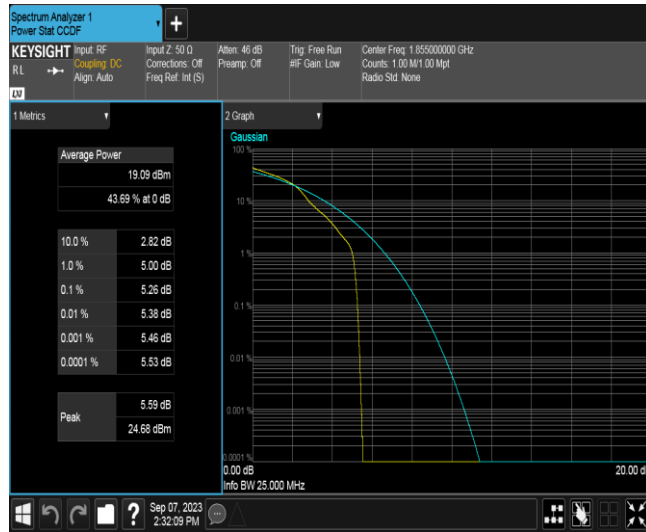 Spectrum Analyzer 1
Power Stat CCDF
+
KEYSIGHT
RL
LXI
Input: RF
Coupling: DC
Align: Auto
Input Z: 50 Ω
Corrections: Off
Freq Ref: Int (S)
Atten: 46 dB
Preamp: Off
Trig: Free Run
#IF Gain: Low
Center Freq: 1.855000000 GHz
Counts: 1.00 M/1.00 Mpt
Radio Std: None
1 Metrics
Average Power
19.09 dBm
43.69 % at 0 dB
10.0 % 2.82 dB
1.0 % 5.00 dB
0.1 % 5.26 dB
0.01 % 5.38 dB
0.001 % 5.46 dB
0.0001 % 5.53 dB
Peak 5.59 dB
24.68 dBm
2 Graph
Gaussian
100 %
10 %
1 %
0.1 %
0.01 %
0.001 %
0.0001 %
0.00 dB 20.00 d
Info BW 25.000 MHz
?
Sep 07, 2023
2:32:09 PM